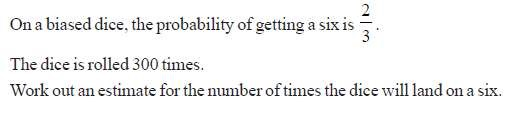 On a biased dice, the probability of getting a six is 2/3.
The dice is rolled 300 times.
Work out an estimate for the number of times the dice will land on a six.